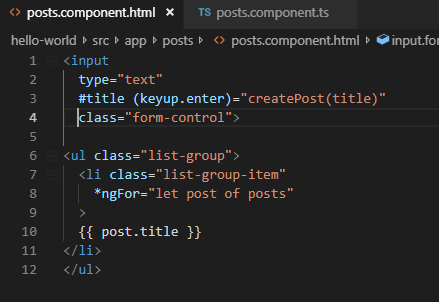 posts.component.html × TS posts.component.ts
hello-world > src > app > posts > posts.component.html > input.for
1 <input
2 type="text"
3 #title (keyup.enter)="createPost(title)"
4 class="form-control">
5
6 <ul class="list-group">
7 <li class="list-group-item"
8 *ngFor="let post of posts"
9 >
10 {{ post.title }}
11 </li>
12 </ul>